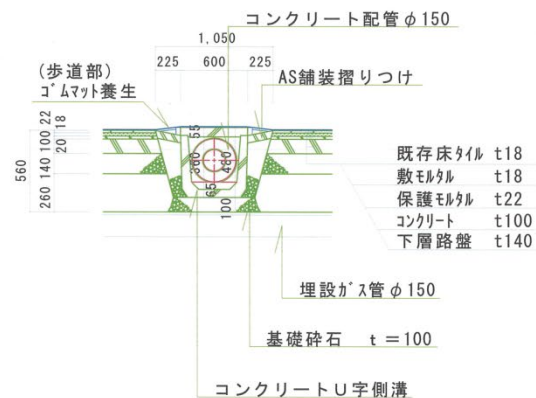 コンクリート配管φ150
1,050
225 600 225
(歩道部)
ゴムマット養生
AS舗装摺りつけ
22 18
100 20
140
260
560
55
360 480
65
100
既存床タイル t18
敷モルタル t18
保護モルタル t22
コンクリート t100
下層路盤 t140
埋設ガス管φ150
基礎砕石 t=100
コンクリートU字側溝